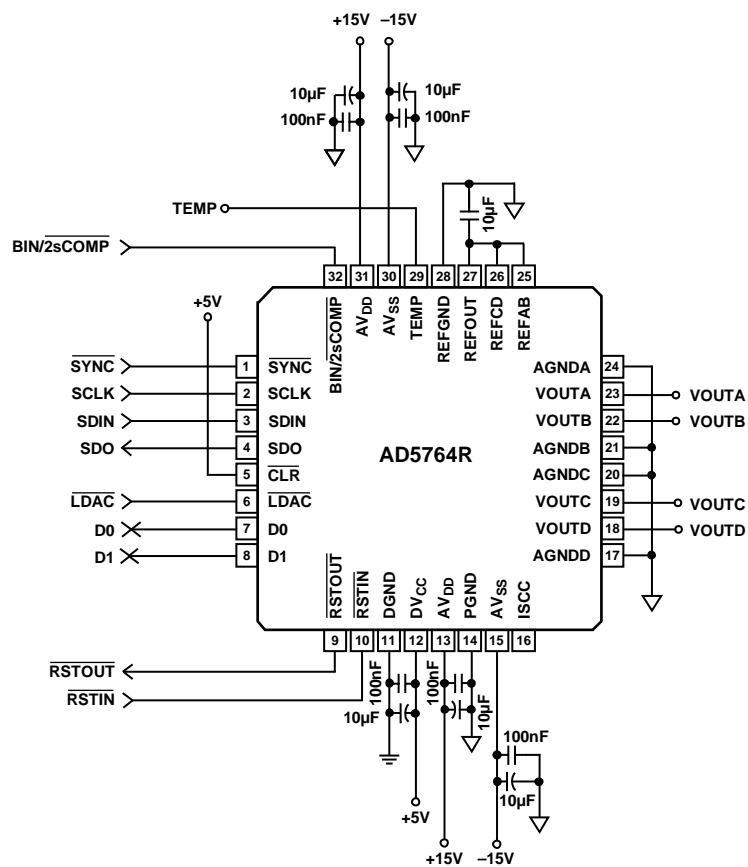 +15V –15V
10µF
100nF
10µF
100nF
TEMP
10µF
BIN/2sCOMP
32 31 30 29 28 27 26 25
BIN/2sCOMP
AVDD
AVSS
TEMP
REFGND
REFOUT
REFCD
REFAB
+5V
SYNC 1 SYNC
SCLK 2 SCLK
SDIN 3 SDIN
SDO 4 SDO
5 CLR
LDAC 6 LDAC
D0 7 D0
D1 8 D1
AD5764R
AGNDA 24
VOUTA 23 VOUTA
VOUTB 22 VOUTB
AGNDB 21
AGNDC 20
VOUTC 19 VOUTC
VOUTD 18 VOUTD
AGNDD 17
RSTOUT
RSTIN
DGND
DVCC
AVDD
PGND
AVSS
ISCC
9 10 11 12 13 14 15 16
RSTOUT
RSTIN
100nF
10µF
100nF
10µF
100nF
10µF
+5V
+15V –15V